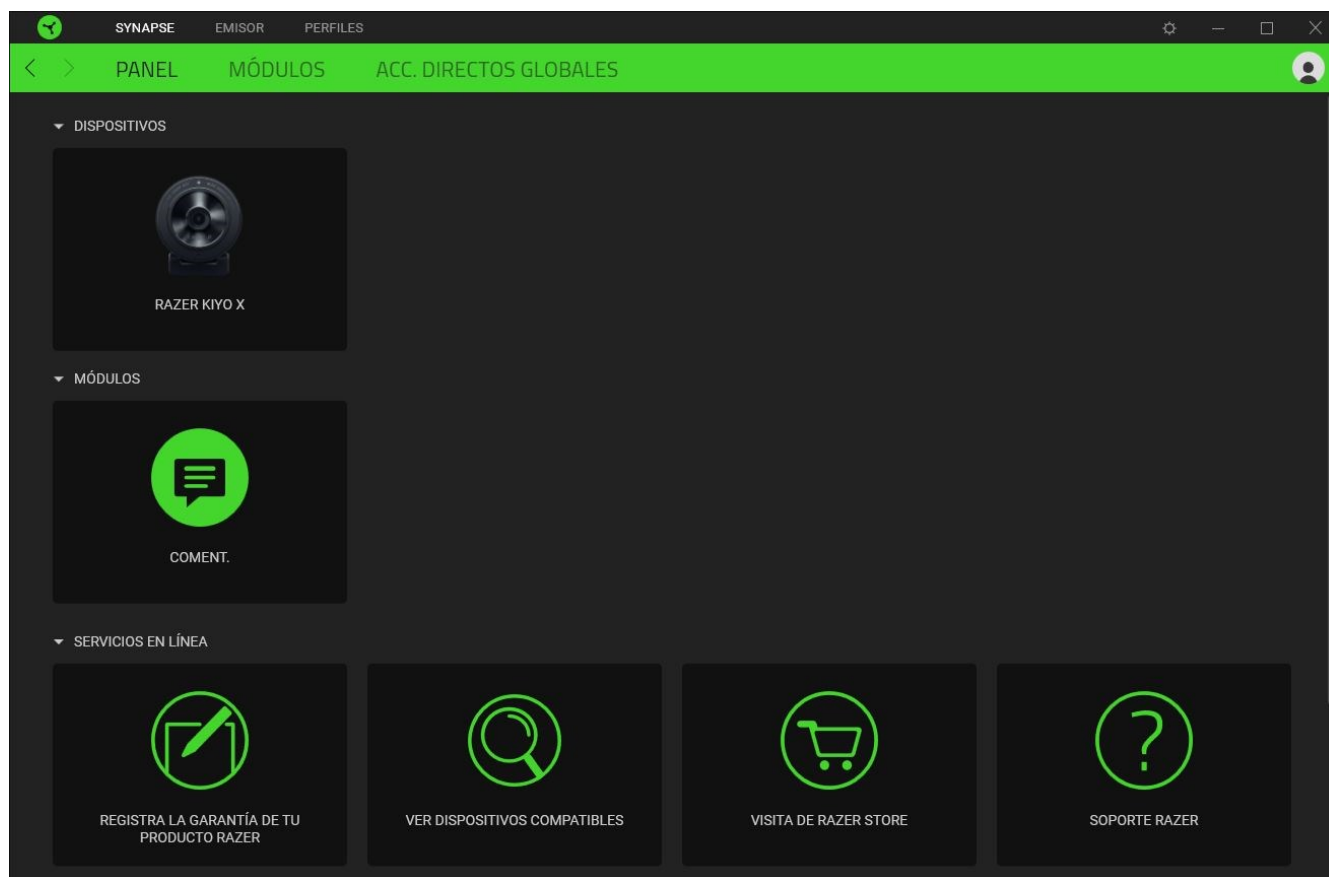 SYNAPSE EMISOR PERFILES
PANEL MÓDULOS ACC. DIRECTOS GLOBALES
DISPOSITIVOS
RAZER KIYO X
MÓDULOS
COMENT.
SERVICIOS EN LÍNEA
REGISTRA LA GARANTÍA DE TU
PRODUCTO RAZER
VER DISPOSITIVOS COMPATIBLES
VISITA DE RAZER STORE
SOPORTE RAZER